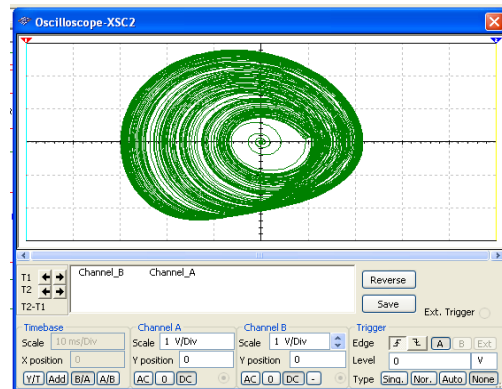 Oscilloscope-XSC2
1
T1
T2
T2-T1
Channel_B Channel_A
Reverse
Save
Ext. Trigger
Timebase
Scale 10 ms/Div
X position 0
Y/T Add B/A A/B
Channel A
Scale 1 V/Div
Y position 0
AC 0 DC
Channel B
Scale 1 V/Div
Y position 0
AC 0 DC -
Trigger
Edge A B Ext
Level 0 V
Type Sing. Nor. Auto None